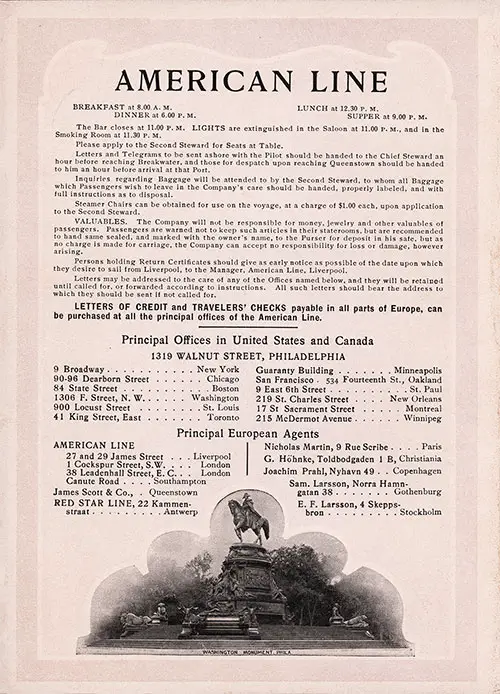 AMERICAN LINE
BREAKFAST at 8.00 A. M.
LUNCH at 12.30 P. M.
DINNER at 6.00 P. M.
SUPPER at 9.00 P. M.
The Bar closes at 11.00 P. M. LIGHTS are extinguished in the Saloon at 11.00 P. M., and in the
Smoking Room at 11.30 P. M.
Please apply to the Second Steward for Seats at Table.
Letters and Telegrams to be sent ashore with the Pilot should be handed to the Chief Steward an
hour before reaching Breakwater, and those for despatch upon reaching Queenstown should be handed
to him an hour before arrival at that Port.
Inquiries regarding Baggage will be attended to by the Second Steward, to whom all Baggage
which Passengers wish to leave in the Company's care should be handed, properly labeled, and with
full instructions as to disposal.
Steamer Chairs can be obtained for use on the voyage, at a charge of $1.00 each, upon application
to the Second Steward.
VALUABLES. The Company will not be responsible for money, jewelry and other valuables of
passengers. Passengers are warned not to keep such articles in their staterooms, but are recommended
to hand same sealed, and marked with the owner's name, to the Purser for deposit in his safe, but as
no charge is made for carriage, the Company can accept no responsibility for loss or damage, however
arising.
Persons holding Return Certificates should give as early notice as possible of the date upon which
they desire to sail from Liverpool, to the Manager, American Line, Liverpool.
Letters may be addressed to the care of any of the Offices named below, and they will be retained
until called for, or forwarded according to instructions. All such letters should bear the address to
which they should be sent if not called for.
LETTERS OF CREDIT and TRAVELERS' CHECKS payable in all parts of Europe, can
be purchased at all the principal offices of the American Line.
Principal Offices in United States and Canada
1319 WALNUT STREET, PHILADELPHIA
9 Broadway . . . . . . . . . . New York
90-96 Dearborn Street . . . . . . Chicago
84 State Street . . . . . . . . . Boston
1306 F. Street, N. W. . . . . Washington
900 Locust Street . . . . . . . St. Louis
41 King Street, East . . . . . . Toronto
Guaranty Building . . . . . . Minneapolis
San Francisco . 534 Fourteenth St., Oakland
9 East 6th Street . . . . . . . . St. Paul
219 St. Charles Street . . . . New Orleans
17 St Sacrament Street . . . . Montreal
215 McDermot Avenue . . . . . Winnipeg
Principal European Agents
AMERICAN LINE
27 and 29 James Street . . . Liverpool
1 Cockspur Street, S.W. . . . London
38 Leadenhall Street, E. C. . . London
Canute Road . . . . Southampton
James Scott & Co., . Queenstown
RED STAR LINE, 22 Kammen-
straat . . . . . . . . . . Antwerp
Nicholas Martin, 9 Rue Scribe . . . . Paris
G. Höhnke, Toldbodgaden 1 B, Christiania
Joachim Prahl, Nyhavn 49 . . Copenhagen
Sam. Larsson, Norra Hamn-
gatan 38 . . . . . . . Gothenburg
E. F. Larsson, 4 Skepps-
bron . . . . . . . . . Stockholm
WASHINGTON MONUMENT, PHILA.